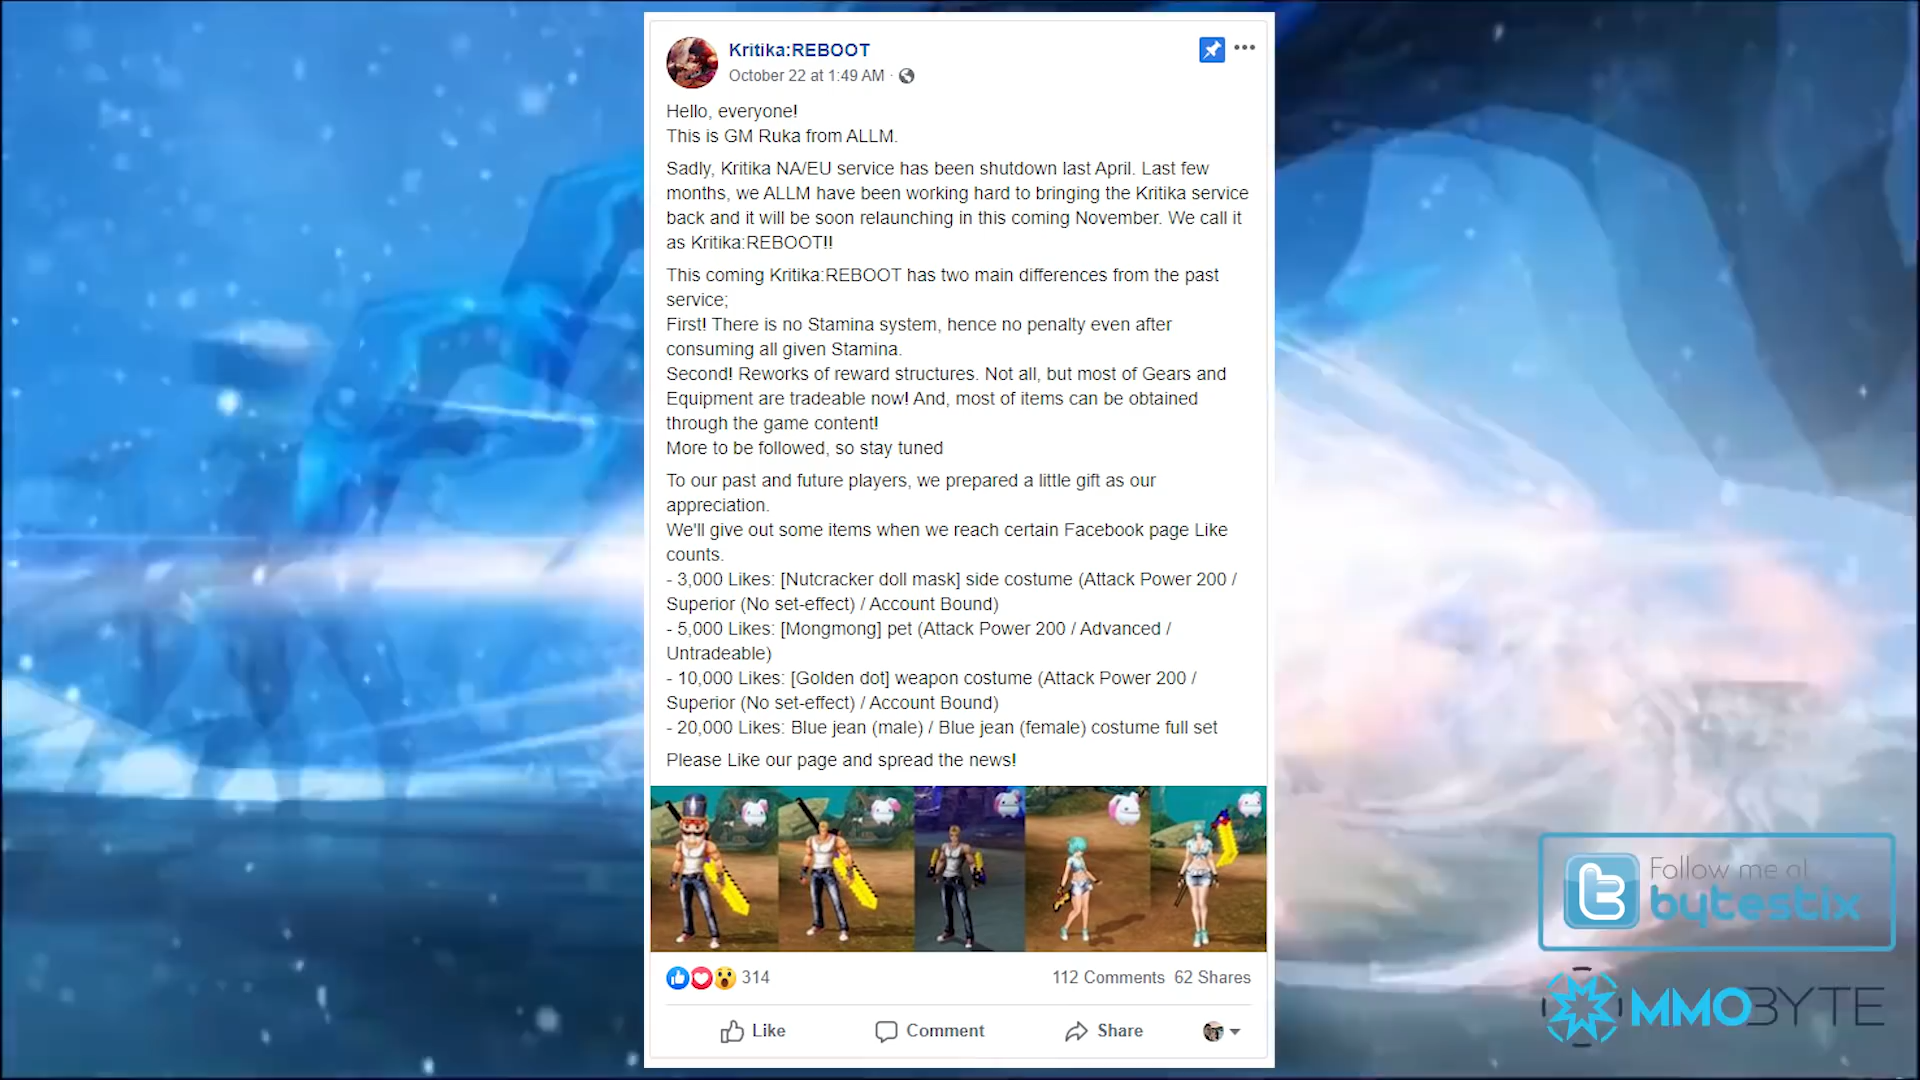 Kritika:REBOOT
October 22 at 1:49 AM ·
Hello, everyone!
This is GM Ruka from ALLM.
Sadly, Kritika NA/EU service has been shutdown last April. Last few
months, we ALLM have been working hard to bringing the Kritika service
back and it will be soon relaunching in this coming November. We call it
as Kritika:REBOOT!!
This coming Kritika:REBOOT has two main differences from the past
service;
First! There is no Stamina system, hence no penalty even after
consuming all given Stamina.
Second! Reworks of reward structures. Not all, but most of Gears and
Equipment are tradeable now! And, most of items can be obtained
through the game content!
More to be followed, so stay tuned
To our past and future players, we prepared a little gift as our
appreciation.
We'll give out some items when we reach certain Facebook page Like
counts.
- 3,000 Likes: [Nutcracker doll mask] side costume (Attack Power 200 /
Superior (No set-effect) / Account Bound)
- 5,000 Likes: [Mongmong] pet (Attack Power 200 / Advanced /
Untradeable)
- 10,000 Likes: [Golden dot] weapon costume (Attack Power 200 /
Superior (No set-effect) / Account Bound)
- 20,000 Likes: Blue jean (male) / Blue jean (female) costume full set
Please Like our page and spread the news!
314
112 Comments 62 Shares
Like Comment Share
Follow me at
bytestix
MMOBYTE